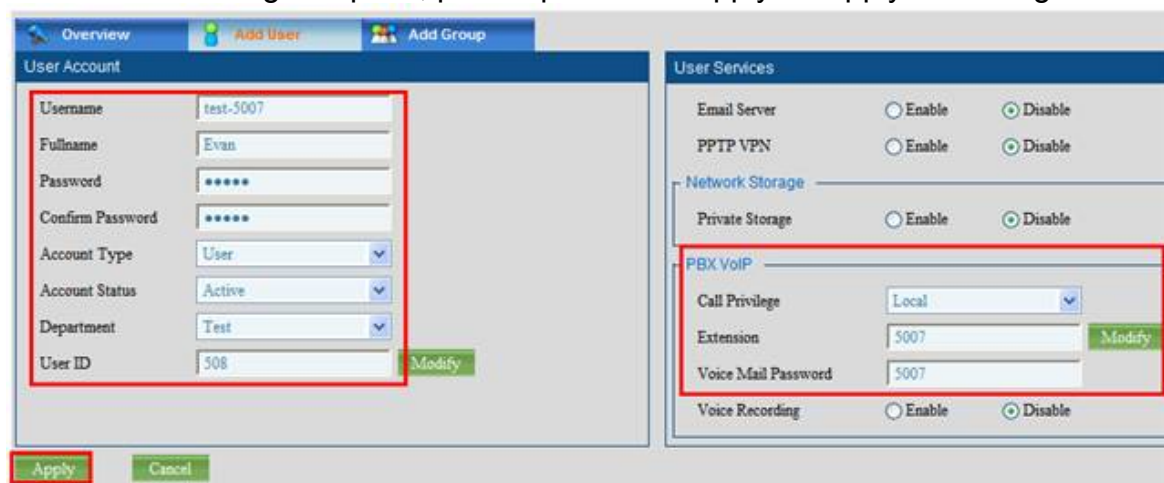 Overview Add User Add Group
User Account
Username test-5007
Fullname Evan
Password •••••
Confirm Password •••••
Account Type User
Account Status Active
Department Test
User ID 508 Modify
User Services
Email Server Enable Disable
PPTP VPN Enable Disable
Network Storage
Private Storage Enable Disable
PBX VoIP
Call Privilege Local
Extension 5007 Modify
Voice Mail Password 5007
Voice Recording Enable Disable
Apply Cancel